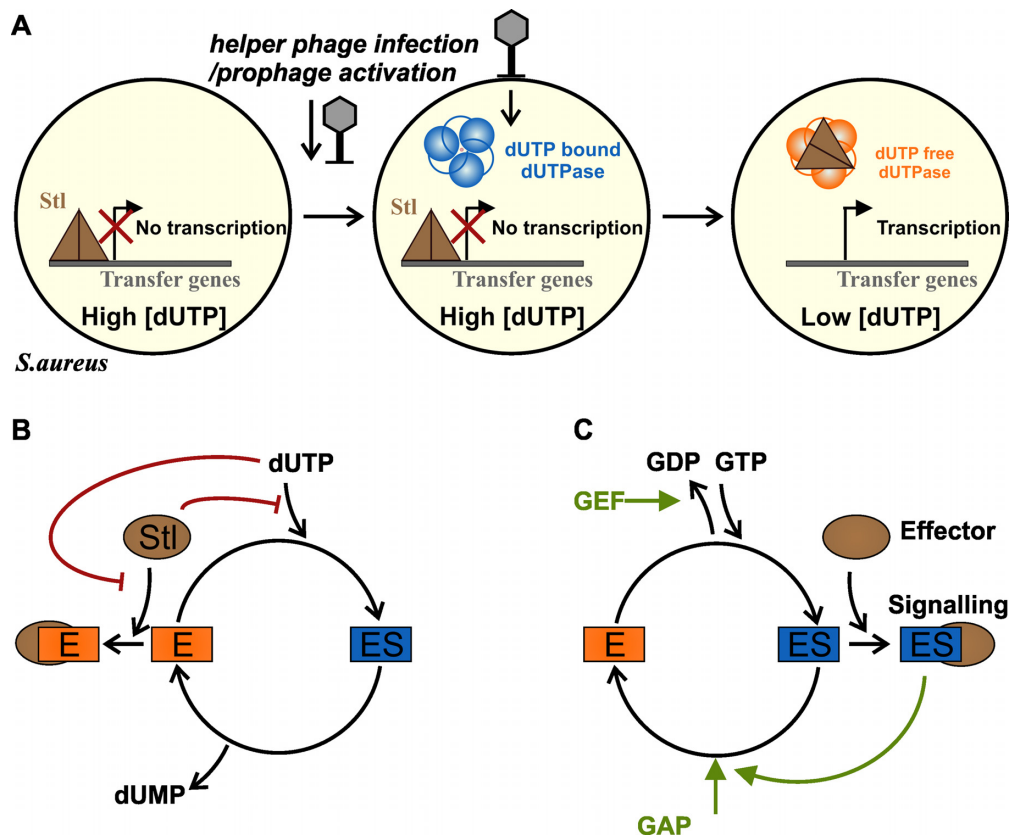 A
helper phage infection
/prophage activation
Stl
No transcription
Transfer genes
High [dUTP]
S.aureus
dUTP bound
dUTPase
Stl
No transcription
Transfer genes
High [dUTP]
dUTP free
dUTPase
Transcription
Transfer genes
Low [dUTP]
B
dUTP
Stl
E
E
ES
dUMP
C
GDP
GTP
GEF
Effector
Signalling
E
ES
ES
GAP